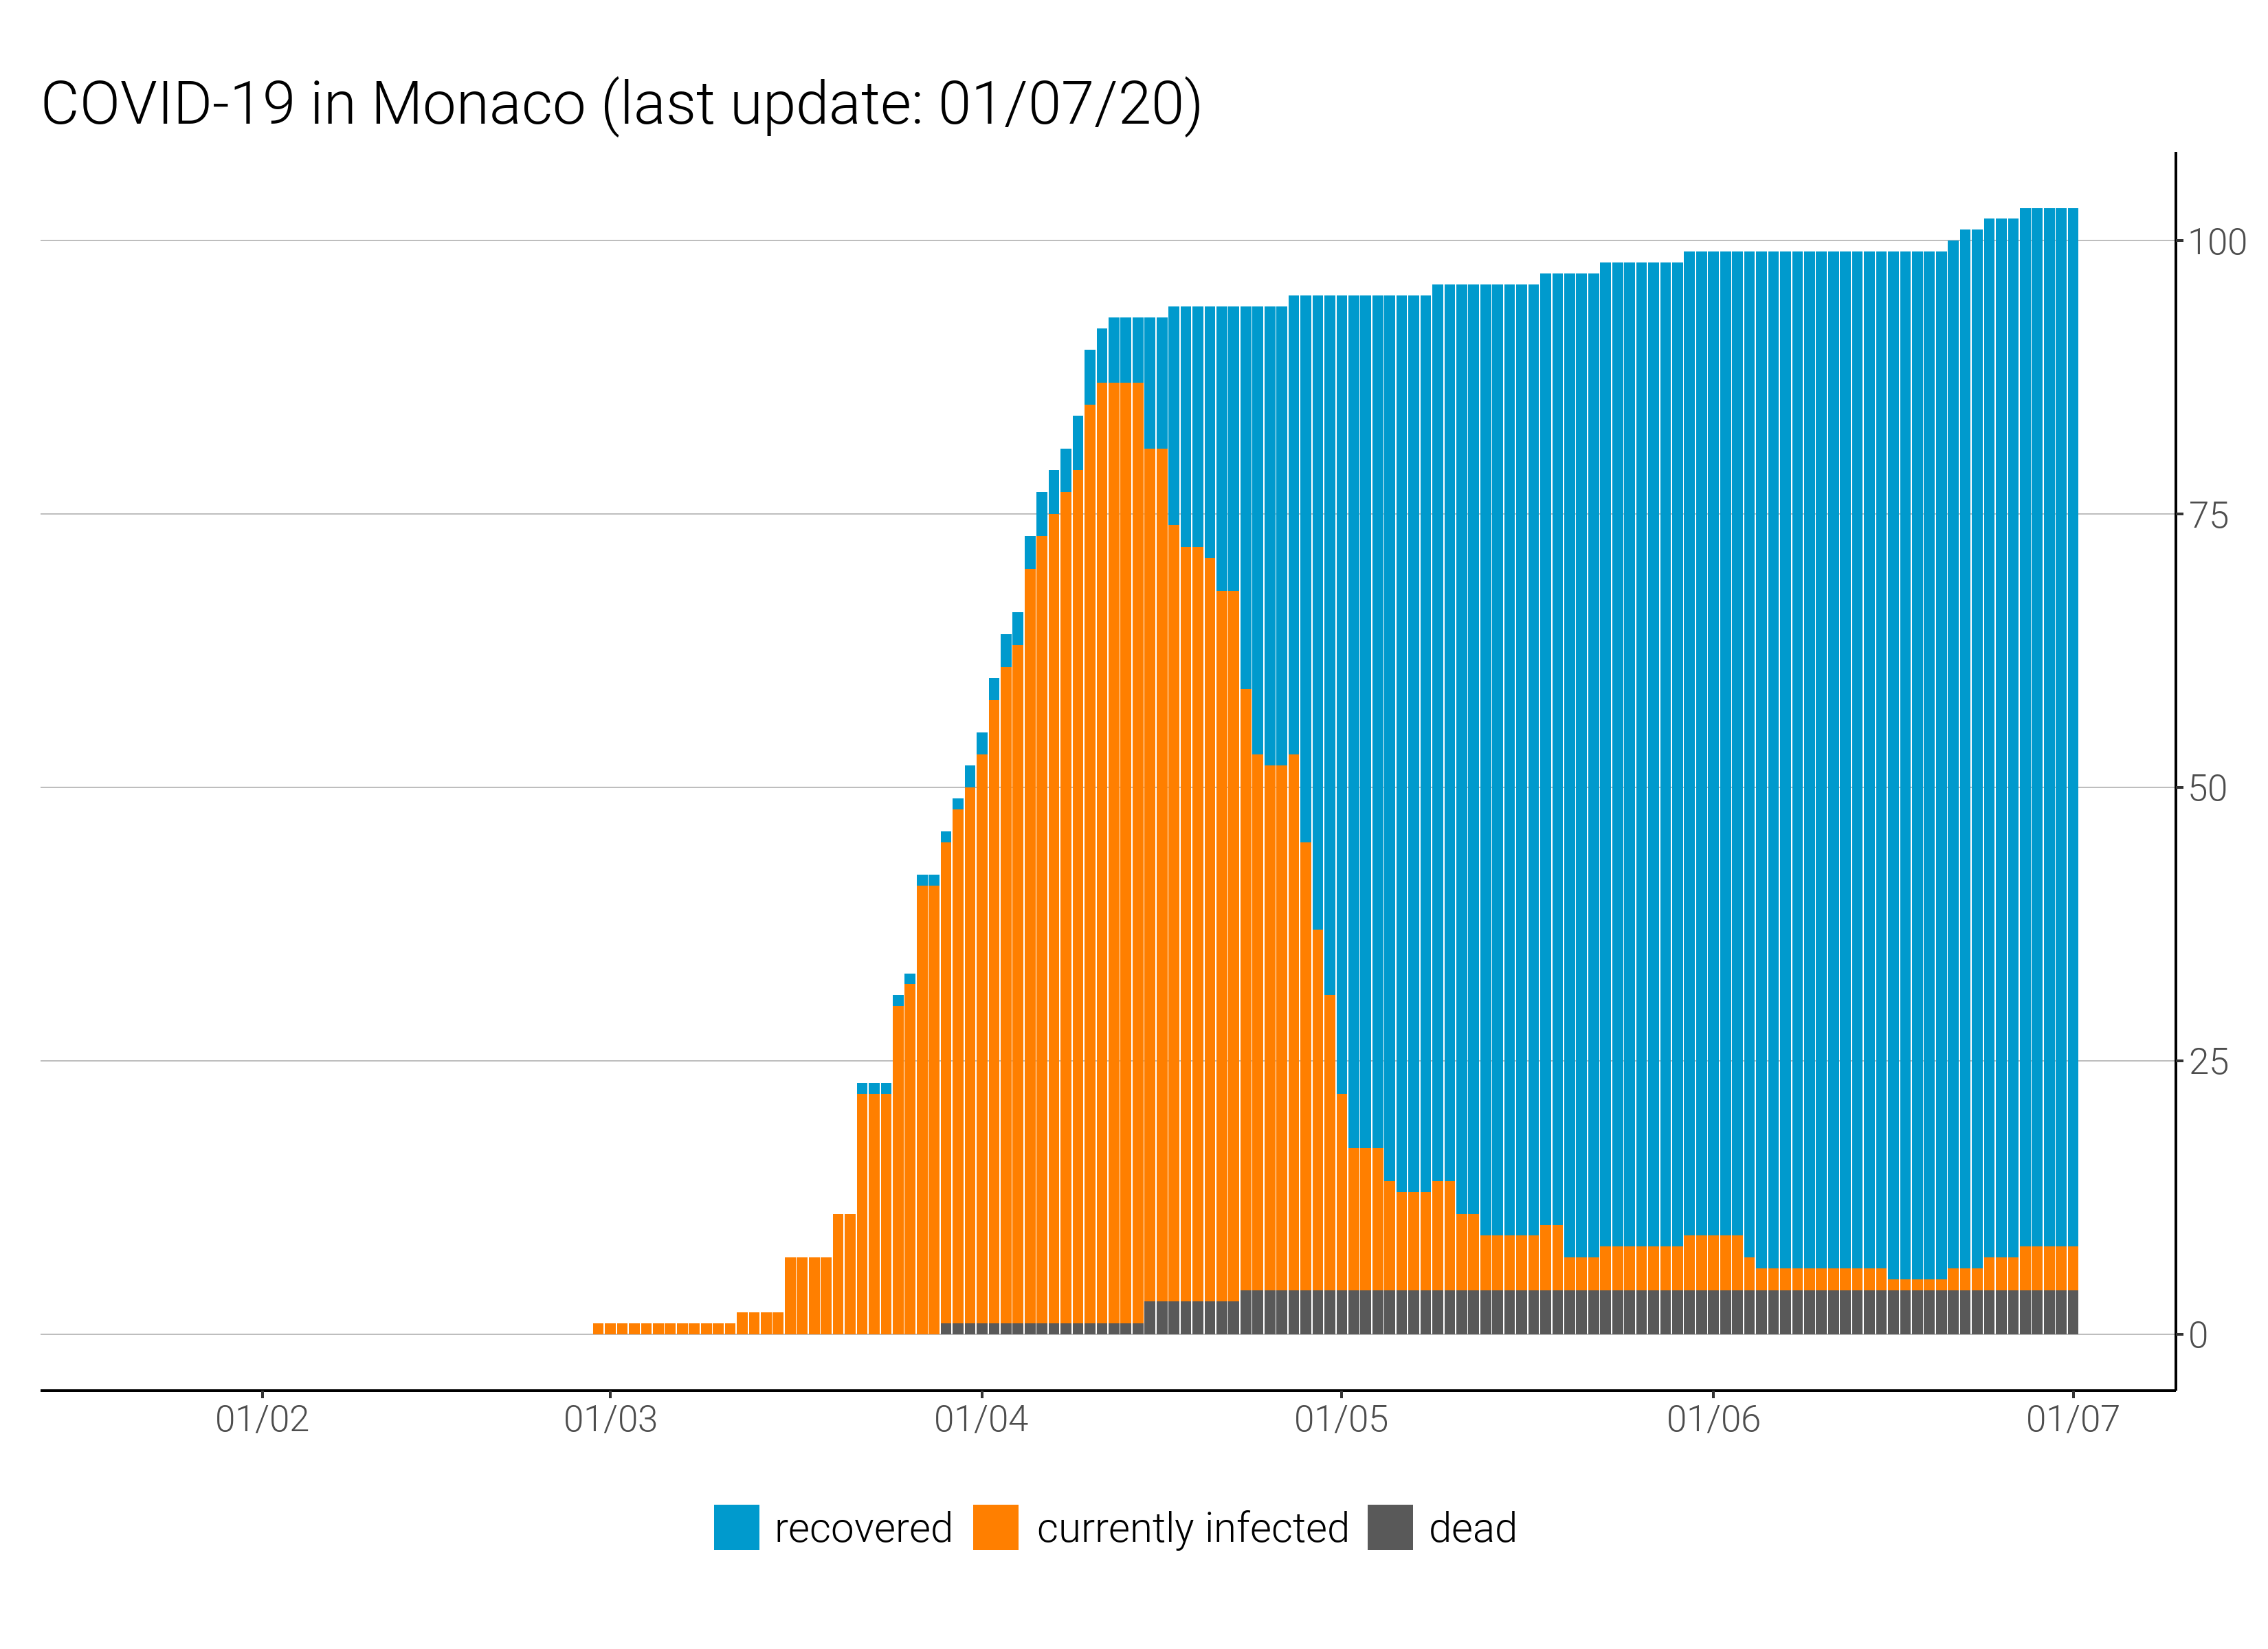 COVID-19 in Monaco (last update: 01/07/20)
100
75
50
25
0
01/02 01/03 01/04 01/05 01/06 01/07
recovered currently infected dead